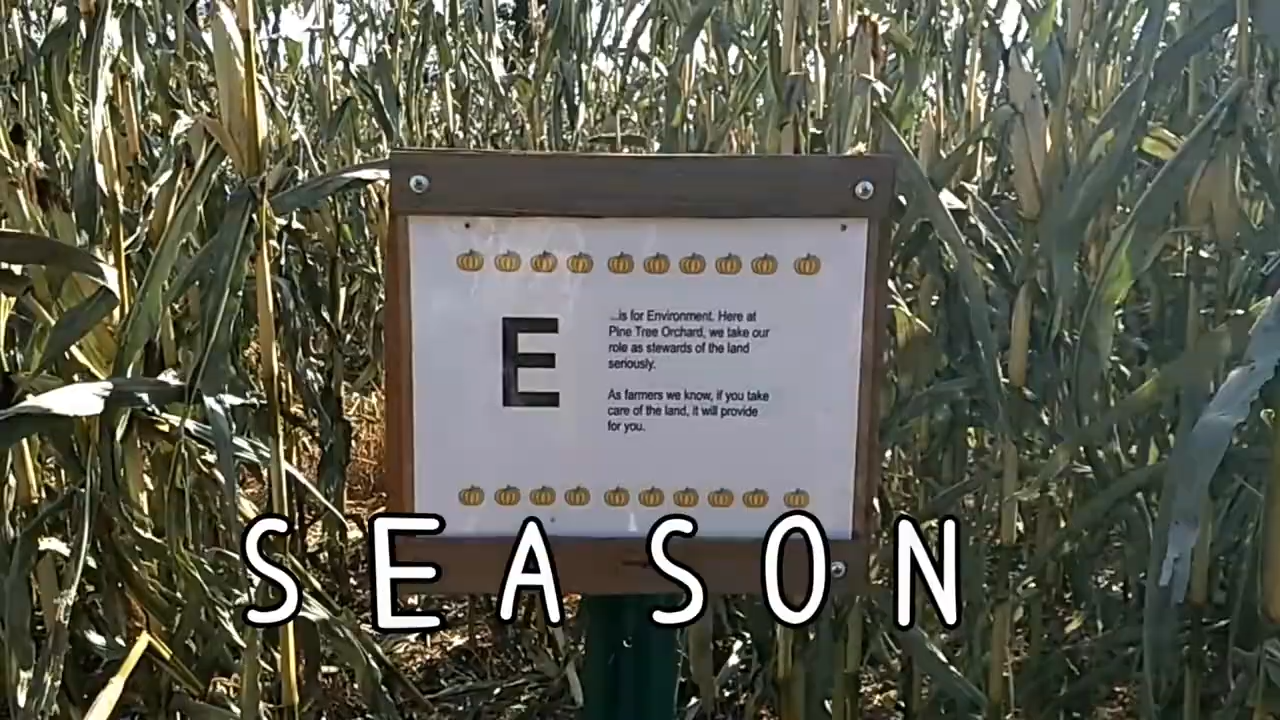 E
...is for Environment. Here at
Pine Tree Orchard, we take our
role as stewards of the land
seriously.
As farmers we know, if you take
care of the land, it will provide
for you.
SEASON